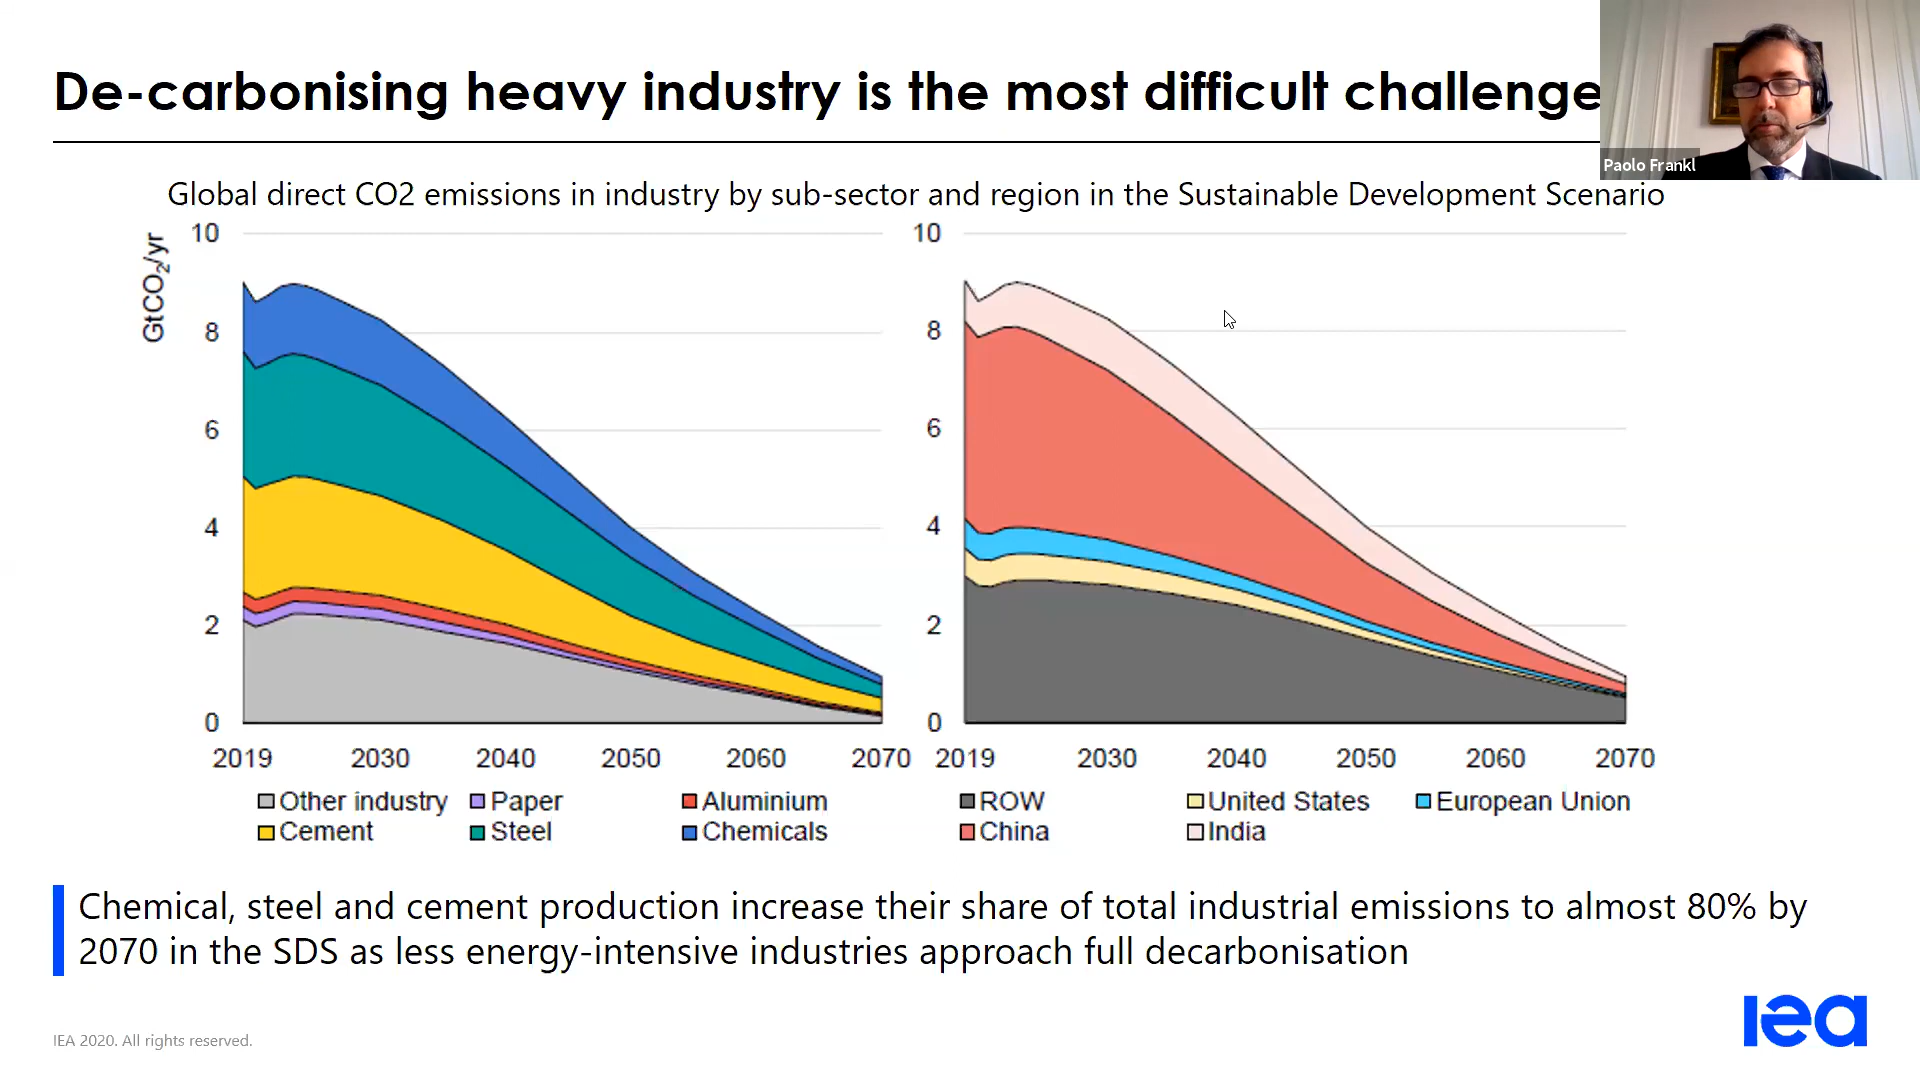 De-carbonising heavy industry is the most difficult challenge
Paolo Frankl
Global direct CO2 emissions in industry by sub-sector and region in the Sustainable Development Scenario
GtCO₂/yr
10
8
6
4
2
0
2019 2030 2040 2050 2060 2070
Other industry Paper Aluminium
Cement Steel Chemicals
10
8
6
4
2
0
2019 2030 2040 2050 2060 2070
ROW United States European Union
China India
Chemical, steel and cement production increase their share of total industrial emissions to almost 80% by
2070 in the SDS as less energy-intensive industries approach full decarbonisation
IEA 2020. All rights reserved.
iea